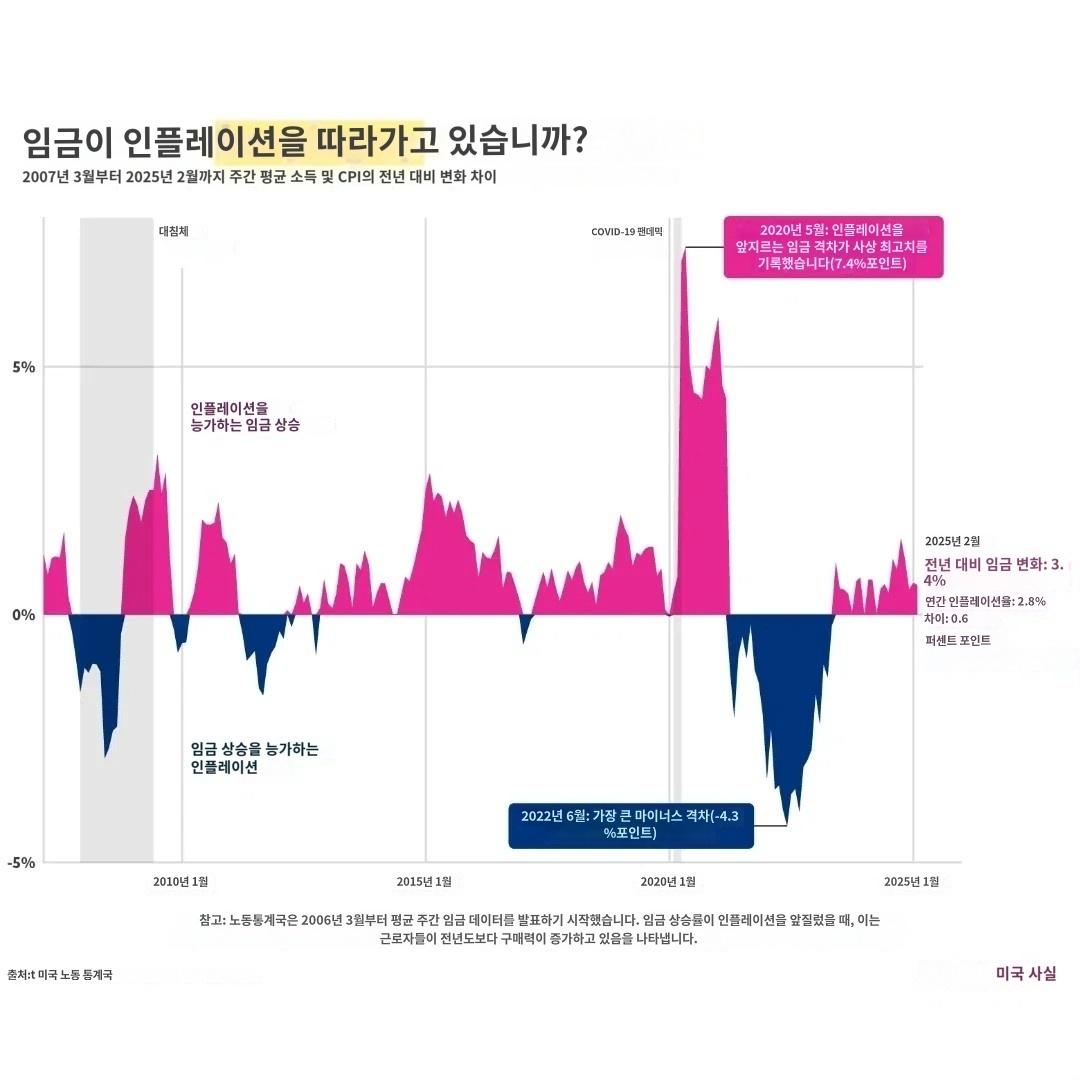 임금이 인플레이션을 따라가고 있습니까?
2007년 3월부터 2025년 2월까지 주간 평균 소득 및 CPI의 전년 대비 변화 차이
대침체
COVID-19 팬데믹
2020년 5월: 인플레이션을
앞지르는 임금 격차가 사상 최고치를
기록했습니다(7.4%포인트)
5%
인플레이션을
능가하는 임금 상승
2025년 2월
전년 대비 임금 변화: 3.
4%
연간 인플레이션율: 2.8%
차이: 0.6
퍼센트 포인트
0%
임금 상승을 능가하는
인플레이션
2022년 6월: 가장 큰 마이너스 격차(-4.3
%포인트)
-5%
2010년 1월
2015년 1월
2020년 1월
2025년 1월
참고: 노동통계국은 2006년 3월부터 평균 주간 임금 데이터를 발표하기 시작했습니다. 임금 상승률이 인플레이션을 앞질렀을 때, 이는
근로자들이 전년도보다 구매력이 증가하고 있음을 나타냅니다.
출처:t 미국 노동 통계국
미국 사실